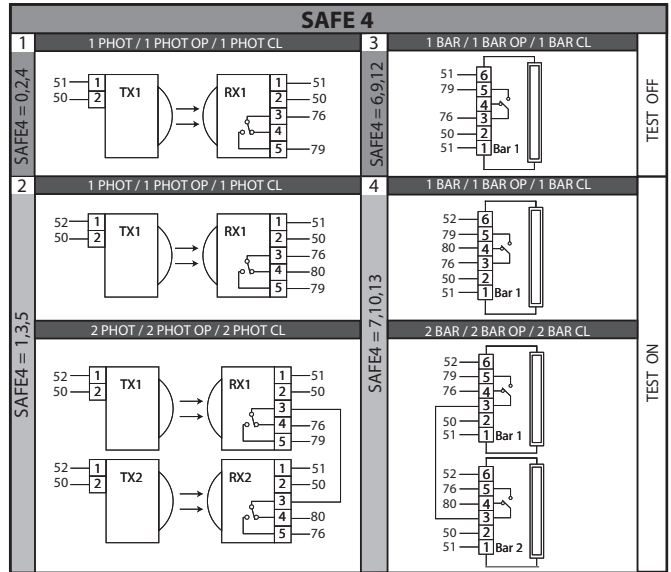 SAFE 4
1
1 PHOT / 1 PHOT OP / 1 PHOT CL
SAFE4 = 0,2,4
51 1
50 2
TX1
RX1
1 51
2 50
3 76
4
5 79
3
1 BAR / 1 BAR OP / 1 BAR CL
SAFE4 = 6,9,12
51 6
79 5
4
76 3
50 2
51 1 Bar 1
TEST OFF
2
1 PHOT / 1 PHOT OP / 1 PHOT CL
SAFE4 = 1,3,5
52 1
50 2
TX1
RX1
1 51
2 50
3 76
4 80
5 79
2 PHOT / 2 PHOT OP / 2 PHOT CL
52 1
50 2
TX1
RX1
1 51
2 50
3
4 76
5 79
52 1
50 2
TX2
RX2
1 51
2 50
3
4 80
5 76
4
1 BAR / 1 BAR OP / 1 BAR CL
SAFE4 = 7,10,13
52 6
79 5
80 4
76 3
50 2
51 1 Bar 1
2 BAR / 2 BAR OP / 2 BAR CL
52 6
79 5
76 4
3
50 2
51 1 Bar 1
52 6
76 5
80 4
3
50 2
51 1 Bar 2
TEST ON